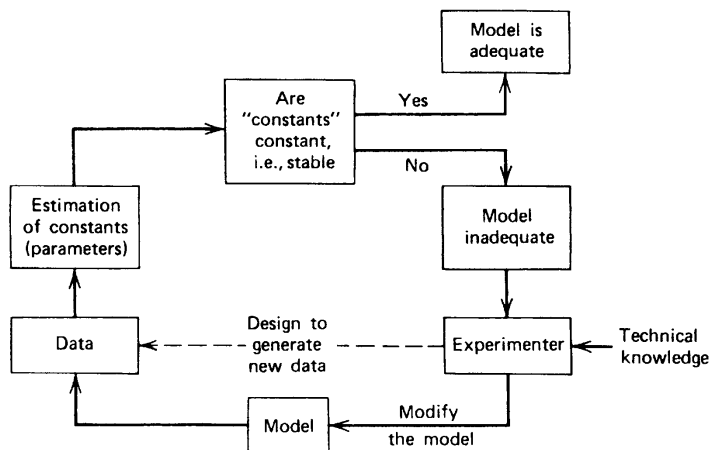 Model is
adequate
Are
"constants"
constant,
i.e., stable
Yes
No
Estimation
of constants
(parameters)
Model
inadequate
Data
Design to
generate
new data
Experimenter
Technical
knowledge
Model
Modify
the model